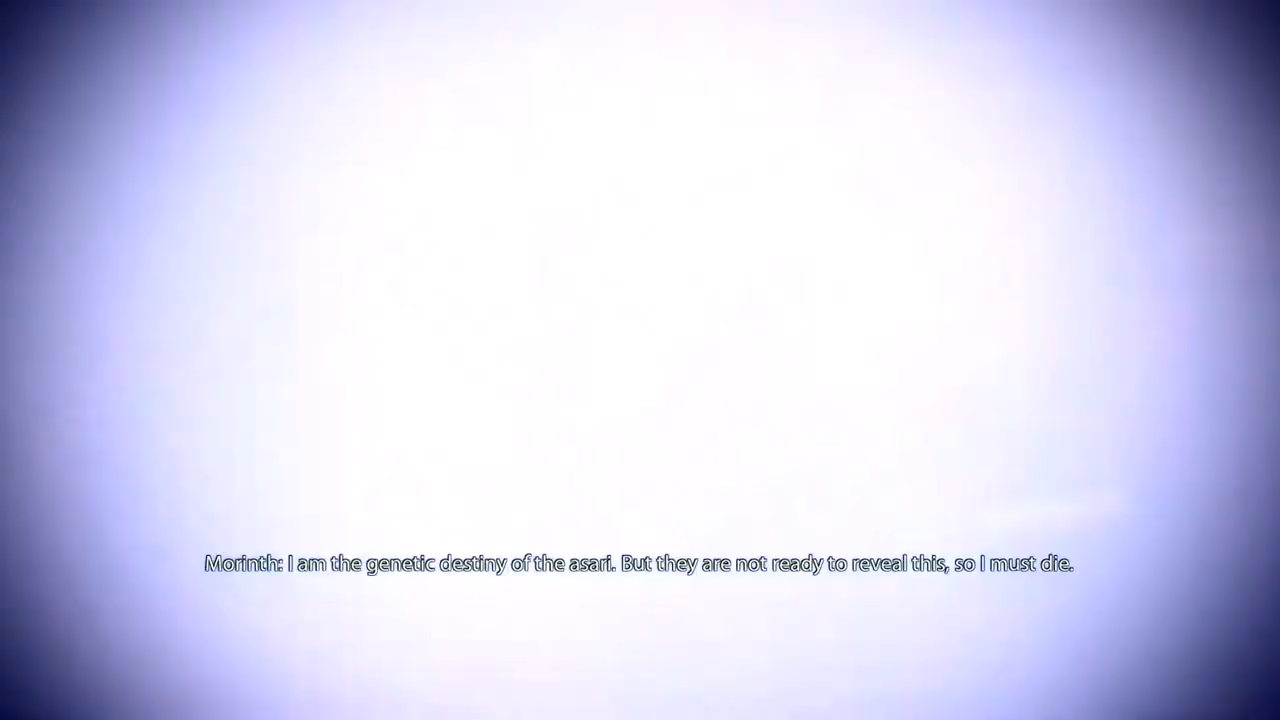 Morinth: I am the genetic destiny of the asari. But they are not ready to reveal this, so I must die.